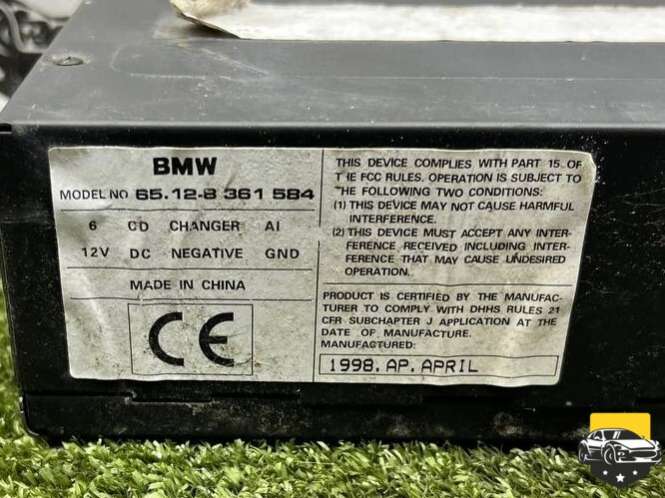 BMW
MODEL NO 65.12-8 361 584
6 CD CHANGER AI
12V DC NEGATIVE GND
MADE IN CHINA
CE
THIS DEVICE COMPLIES WITH PART 15 OF
THE FCC RULES. OPERATION IS SUBJECT
THE FOLLOWING TWO CONDITIONS:
(1) THIS DEVICE MAY NOT CAUSE HARMFUL
INTERFERENCE.
(2) THIS DEVICE MUST ACCEPT ANY INTER-
FERENCE RECEIVED INCLUDING INTER-
FERENCE THAT MAY CAUSE UNDESIRED
OPERATION.
PRODUCT IS CERTIFIED BY THE MANUFAC-
TURER TO COMPLY WITH DHHS RULES 21
CFR SUBCHAPTER J APPLICATION AT THE
DATE OF MANUFACTURE.
MANUFACTURED:
1998. AP. APRIL